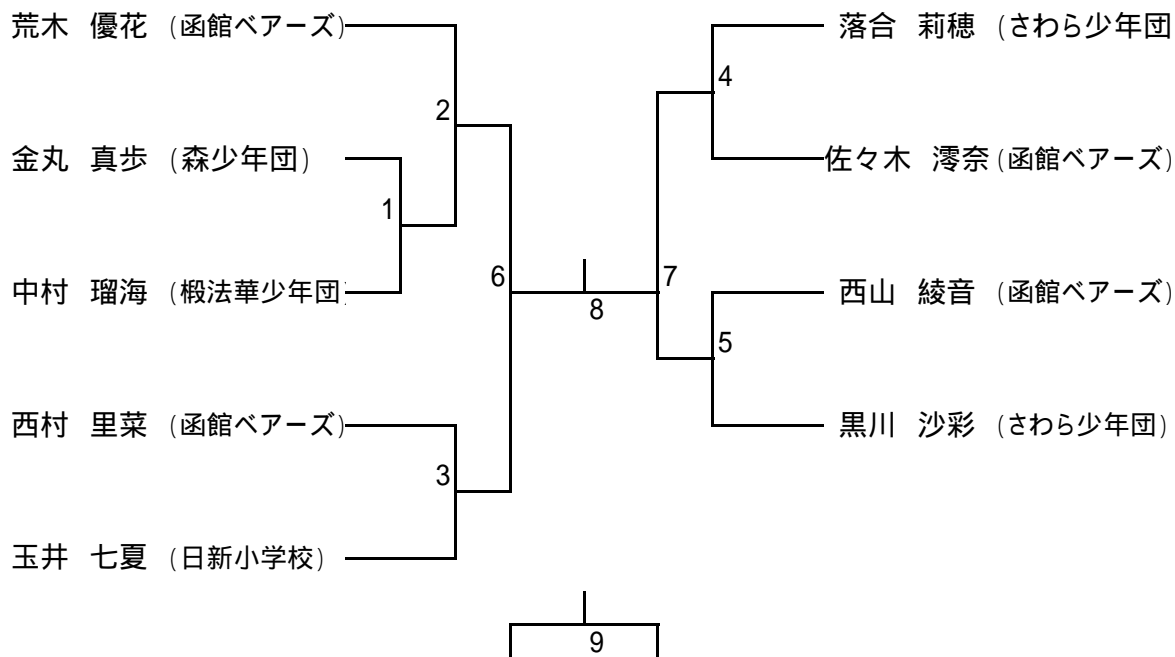 荒木 優花 (函館ベアーズ)
落合 莉穂 (さわら少年団
4
2
金丸 真歩 (森少年団)
佐々木 澪奈 (函館ベアーズ)
1
中村 瑠海 (椴法華少年団)
6
8
7
西山 綾音 (函館ベアーズ)
5
西村 里菜 (函館ベアーズ)
黒川 沙彩 (さわら少年団)
3
玉井 七夏 (日新小学校)
9